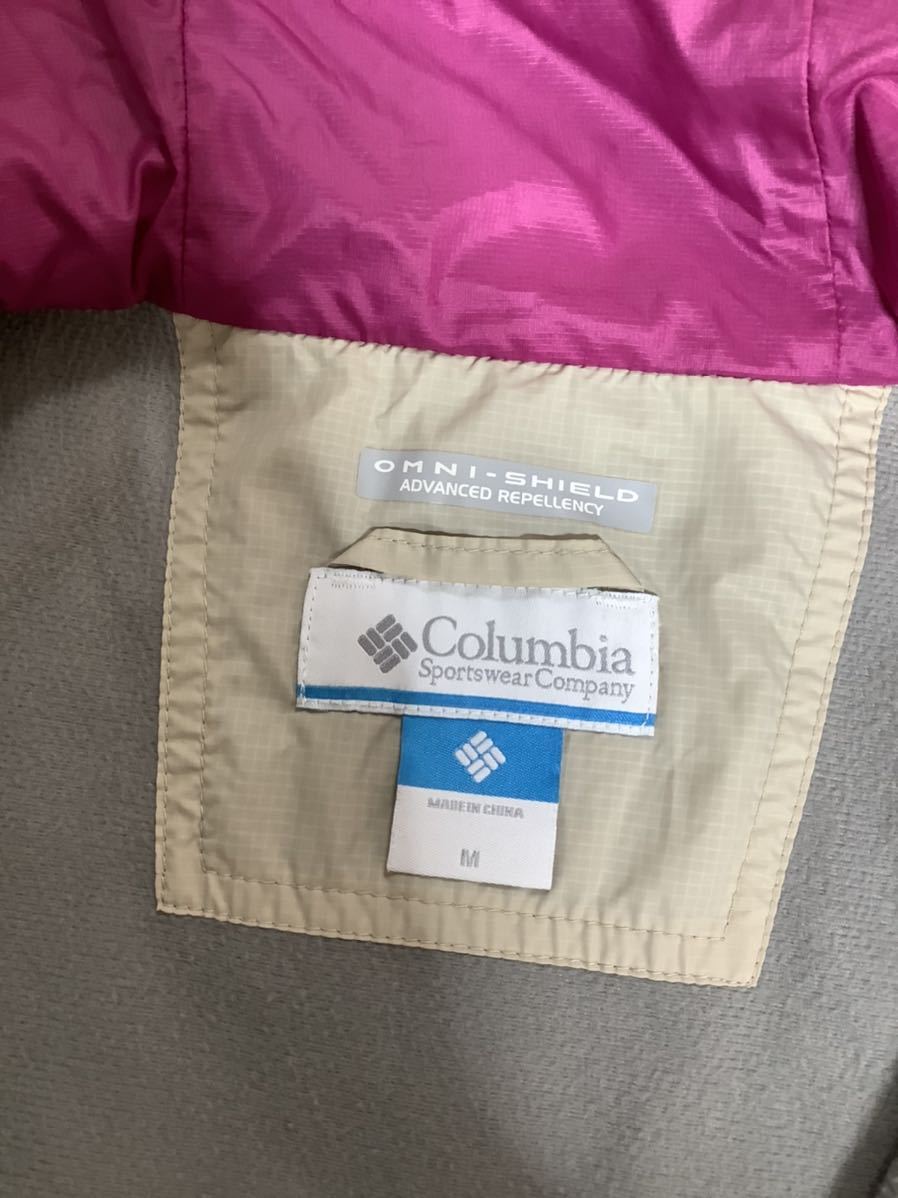 OMNI-SHIELD
ADVANCED REPELLENCY
Columbia
Sportswear Company
MADE IN CHINA
M